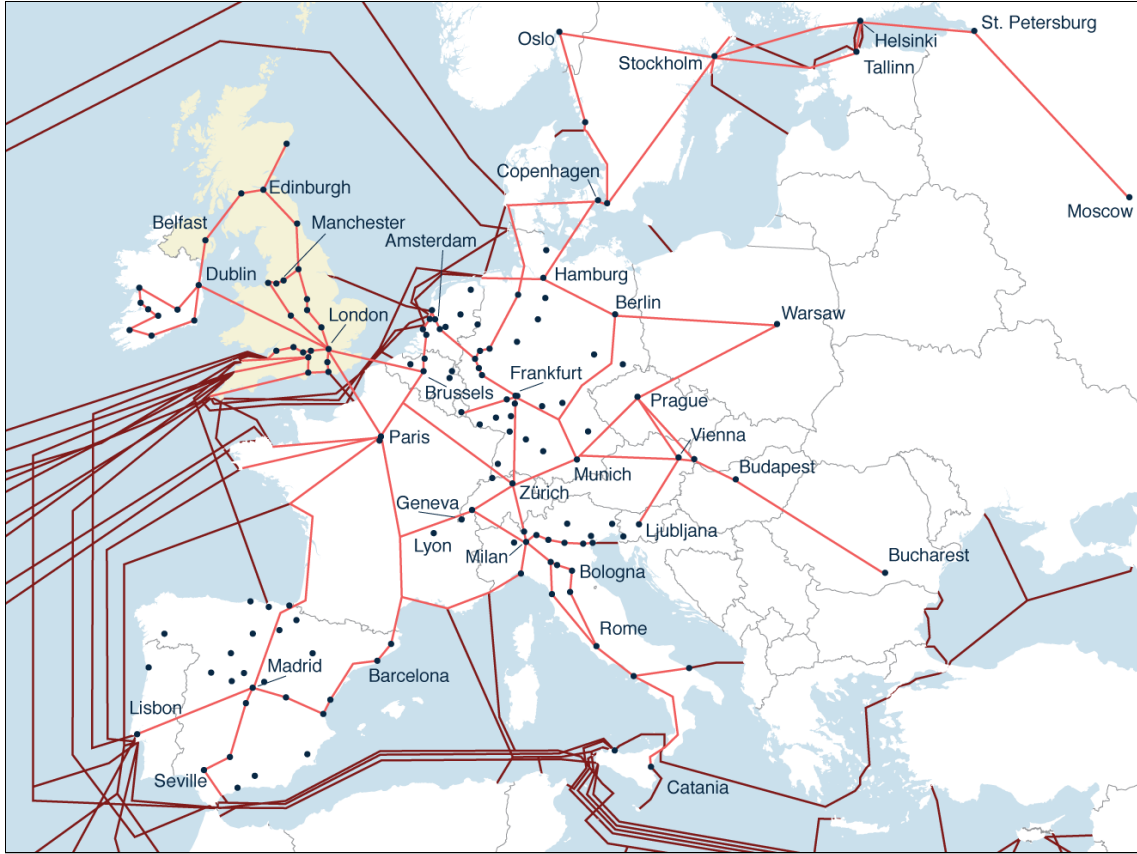 St. Petersburg
Oslo
Helsinki
Stockholm
Tallinn
Copenhagen
Edinburgh
Moscow
Belfast
Manchester
Amsterdam
Dublin
Hamburg
Berlin
London
Warsaw
Frankfurt
Brussels
Prague
Paris
Vienna
Munich
Budapest
Zürich
Geneva
Ljubljana
Lyon
Milan
Bucharest
Bologna
Rome
Madrid
Barcelona
Lisbon
Seville
Catania